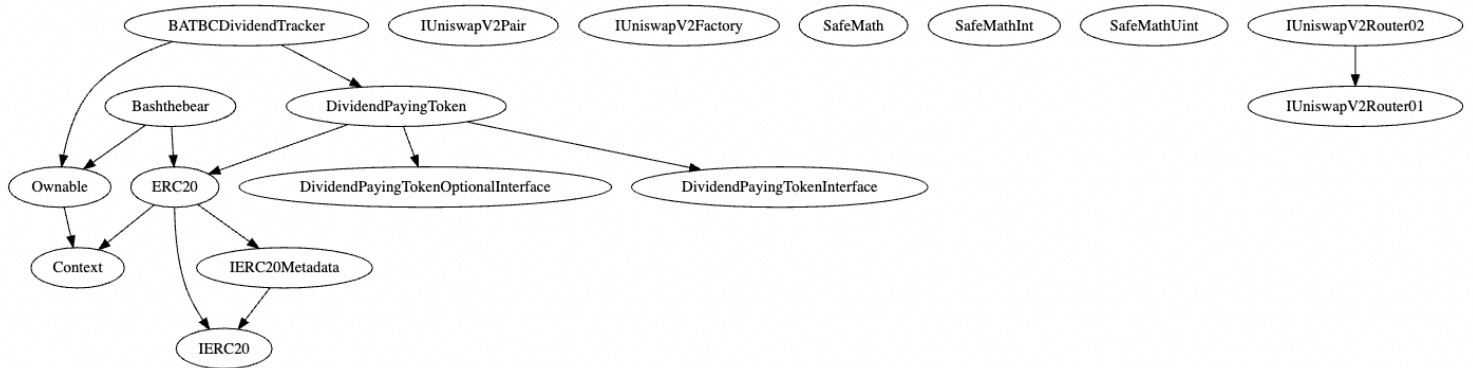 BATBCDividendTracker
IUniswapV2Pair
IUniswapV2Factory
SafeMath
SafeMathInt
SafeMathUint
IUniswapV2Router02
Bashthebear
DividendPayingToken
IUniswapV2Router01
Ownable
ERC20
DividendPayingTokenOptionalInterface
DividendPayingTokenInterface
Context
IERC20Metadata
IERC20